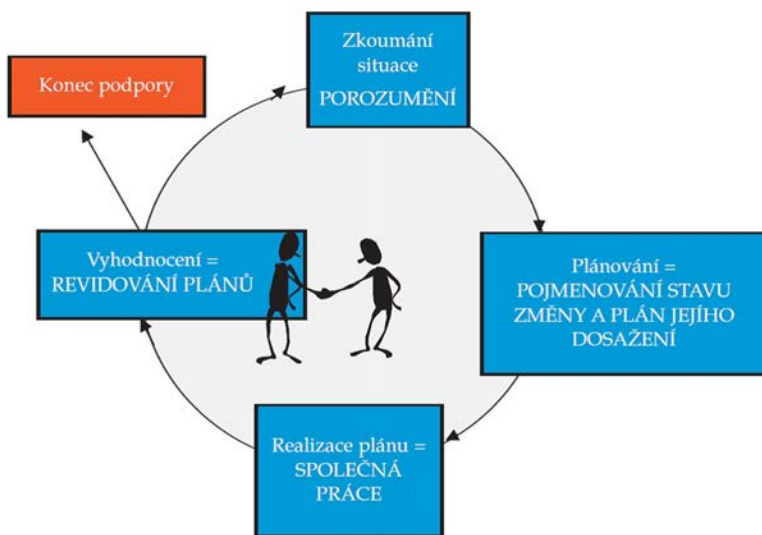 Zkoumání
situace
POROZUMĚNÍ
Konec podpory
Vyhodnocení =
REVIDOVÁNÍ PLÁNŮ
Plánování =
POJMENOVÁNÍ STAVU
ZMĚNY A PLÁN JEJÍHO
DOSAŽENÍ
Realizace plánu =
SPOLEČNÁ
PRÁCE